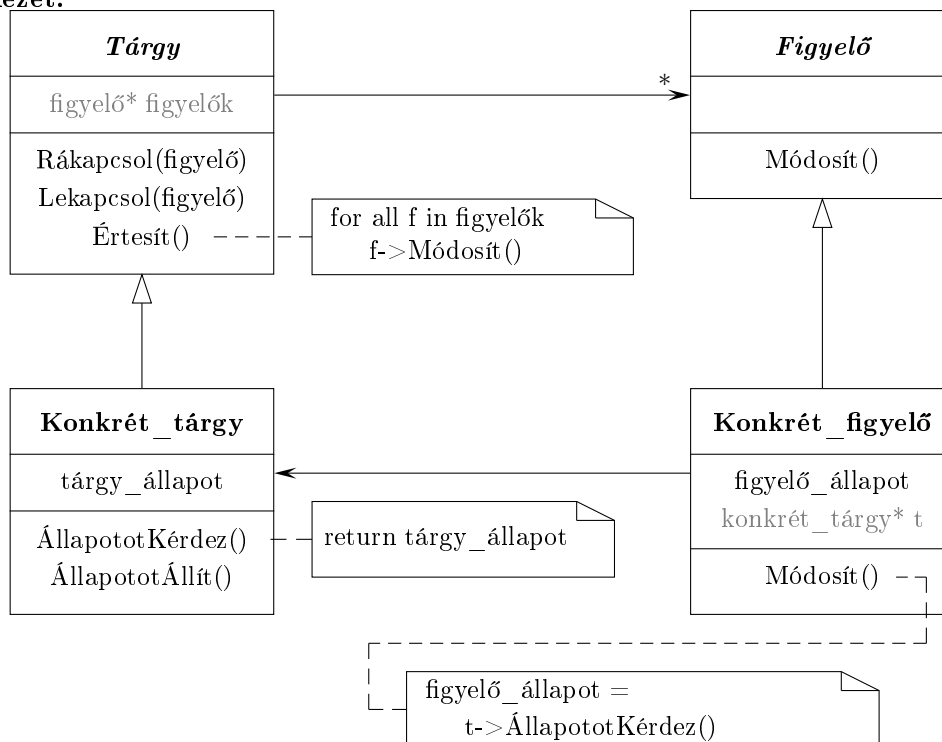 Tárgy
figyelő* figyelők
Rákapcsol(figyelő)
Lekapcsol(figyelő)
Értesít()
*
Figyelő
Módosít()
for all f in figyelők
f->Módosít()
Konkrét_tárgy
tárgy_állapot
ÁllapototKérdez()
ÁllapototÁllít()
return tárgy_állapot
Konkrét_figyelő
figyelő_állapot
konkrét_tárgy* t
Módosít()
figyelő_állapot =
t->ÁllapototKérdez()